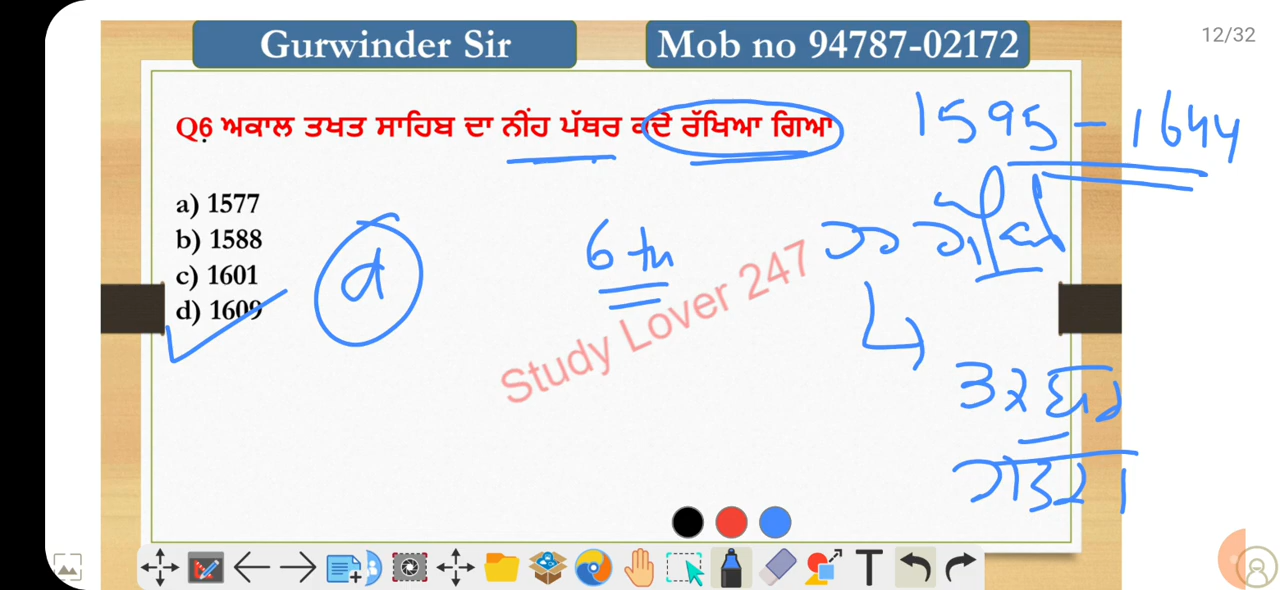 12/32
Gurwinder Sir
Mob no 94787-02172
Q6 ਅਕਾਲ ਤਖਤ ਸਾਹਿਬ ਦਾ ਨੀਂਹ ਪੱਥਰ ਕਦੋ ਰੱਖਿਆ ਗਿਆ
1595 - 1644
a) 1577
b) 1588
c) 1601
d) 1609
d
6th
Study Lover 247
T